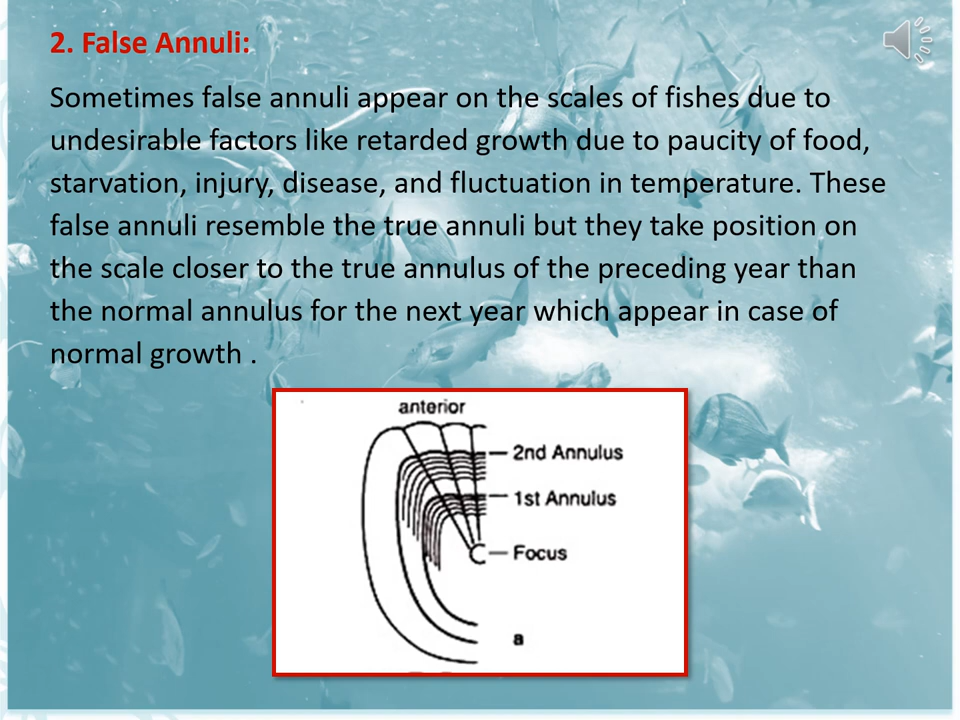 2. False Annuli:
Sometimes false annuli appear on the scales of fishes due to
undesirable factors like retarded growth due to paucity of food,
starvation, injury, disease, and fluctuation in temperature. These
false annuli resemble the true annuli but they take position on
the scale closer to the true annulus of the preceding year than
the normal annulus for the next year which appear in case of
normal growth .
anterior
2nd Annulus
1st Annulus
Focus
a